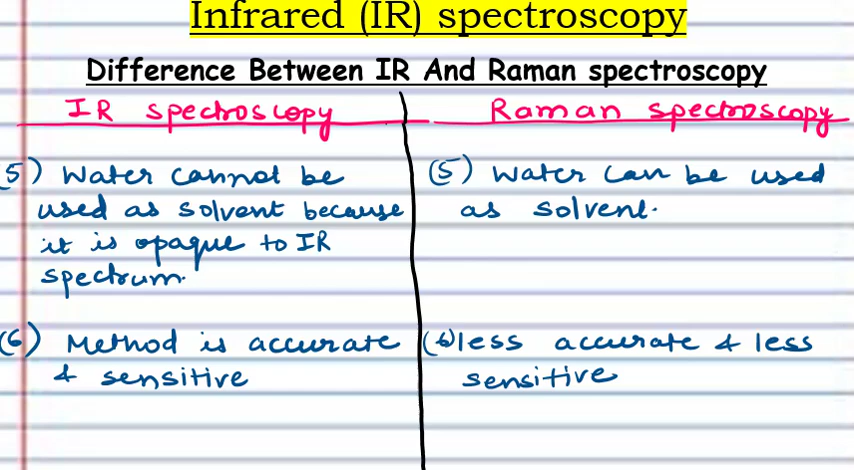 Infrared (IR) spectroscopy
Difference Between IR And Raman spectroscopy
IR spectroscopy
Raman spectroscopy
(5) Water cannot be
used as solvent because
it is opaque to IR
spectrum.
(5) Water can be used
as solvent.
(6) Method is accurate
& sensitive
(6) less accurate & less
sensitive